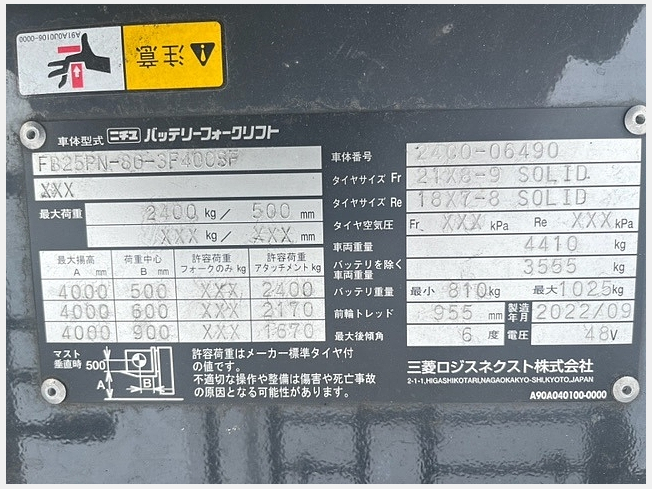 A91A0J0106-0000
注意
車体型式 ニチユ バッテリーフォークリフト
FB25PN-80-3F400SF
XXX
最大荷重 2400 kg / 500 mm
XXX kg / XXX mm
最大揚高 A mm 荷重中心 B mm 許容荷重 フォークのみ kg 許容荷重 アタッチメント kg
4000 500 XXX 2400
4000 600 XXX 2170
4000 900 XXX 1670
マスト垂直時 500 A B
許容荷重はメーカー標準タイヤ付
の値です。
不適切な操作や整備は傷害や死亡事故
の原因となる可能性があります。
車体番号 2400-06490
タイヤサイズ Fr 21X8-9 SOLID
タイヤサイズ Re 18X7-8 SOLID
タイヤ空気圧 Fr XXX kPa Re XXX kPa
車両重量 4410 kg
バッテリを除く車両重量 3555 kg
バッテリ重量 最小 810 kg 最大 1025 kg
前輪トレッド 955 mm 製造年月 2022/09
最大後傾角 6 度 電圧 48 V
三菱ロジスネクスト株式会社
2-1-1,HIGASHIKOTARI,NAGAOKAKYO-SHI,KYOTO,JAPAN
A90A040100-0000